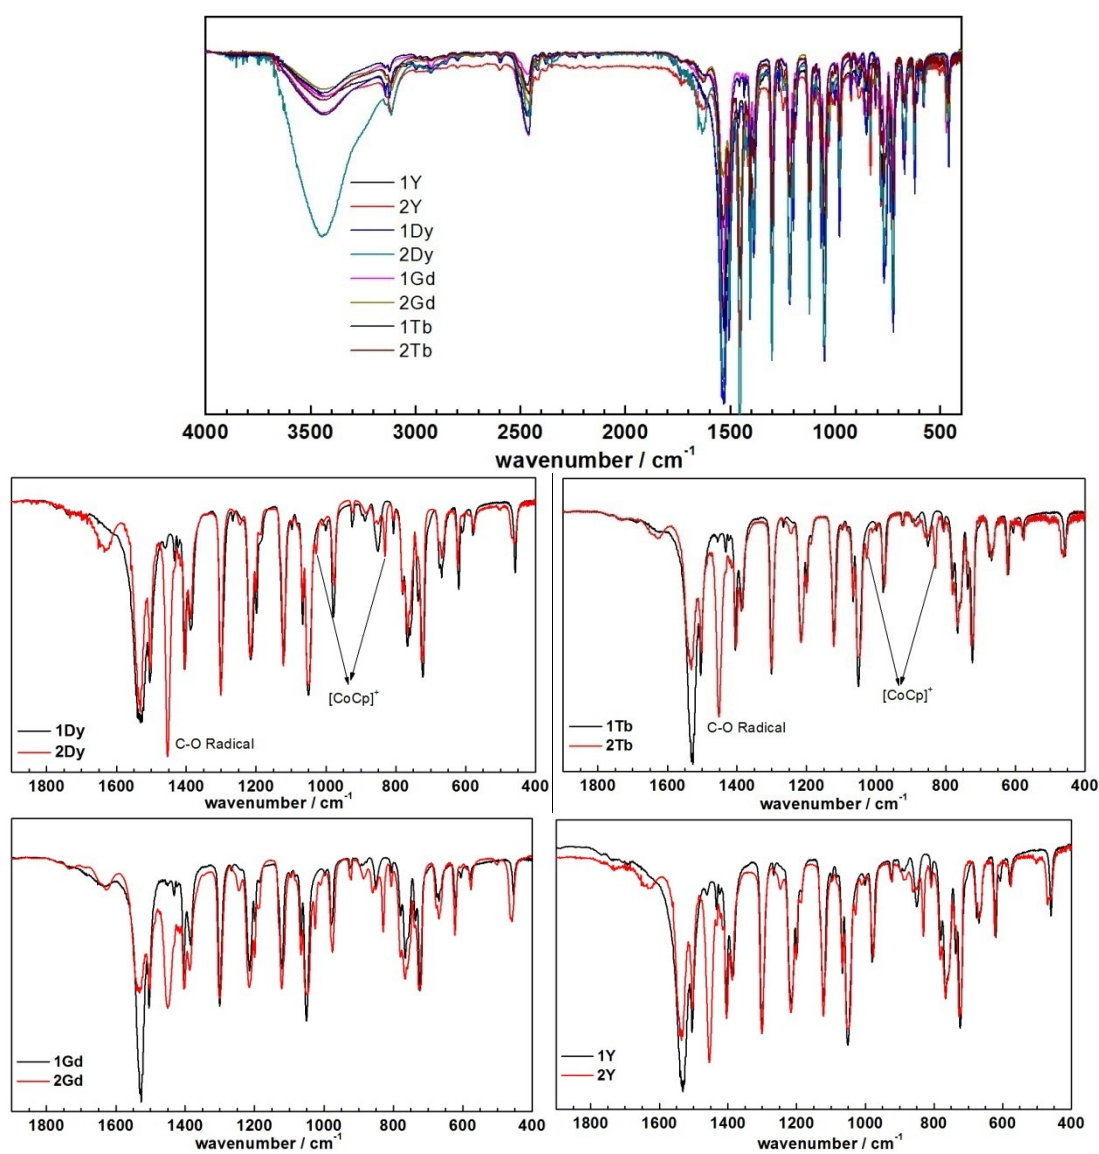 1Y
2Y
1Dy
2Dy
1Gd
2Gd
1Tb
2Tb
4000 3500 3000 2500 2000 1500 1000 500
wavenumber / cm⁻¹
[CoCp]⁺
C-O Radical
1Dy
2Dy
1800 1600 1400 1200 1000 800 600 400
wavenumber / cm⁻¹
[CoCp]⁺
C-O Radical
1Tb
2Tb
1800 1600 1400 1200 1000 800 600 400
wavenumber / cm⁻¹
1Gd
2Gd
1800 1600 1400 1200 1000 800 600 400
wavenumber / cm⁻¹
1Y
2Y
1800 1600 1400 1200 1000 800 600 400
wavenumber / cm⁻¹